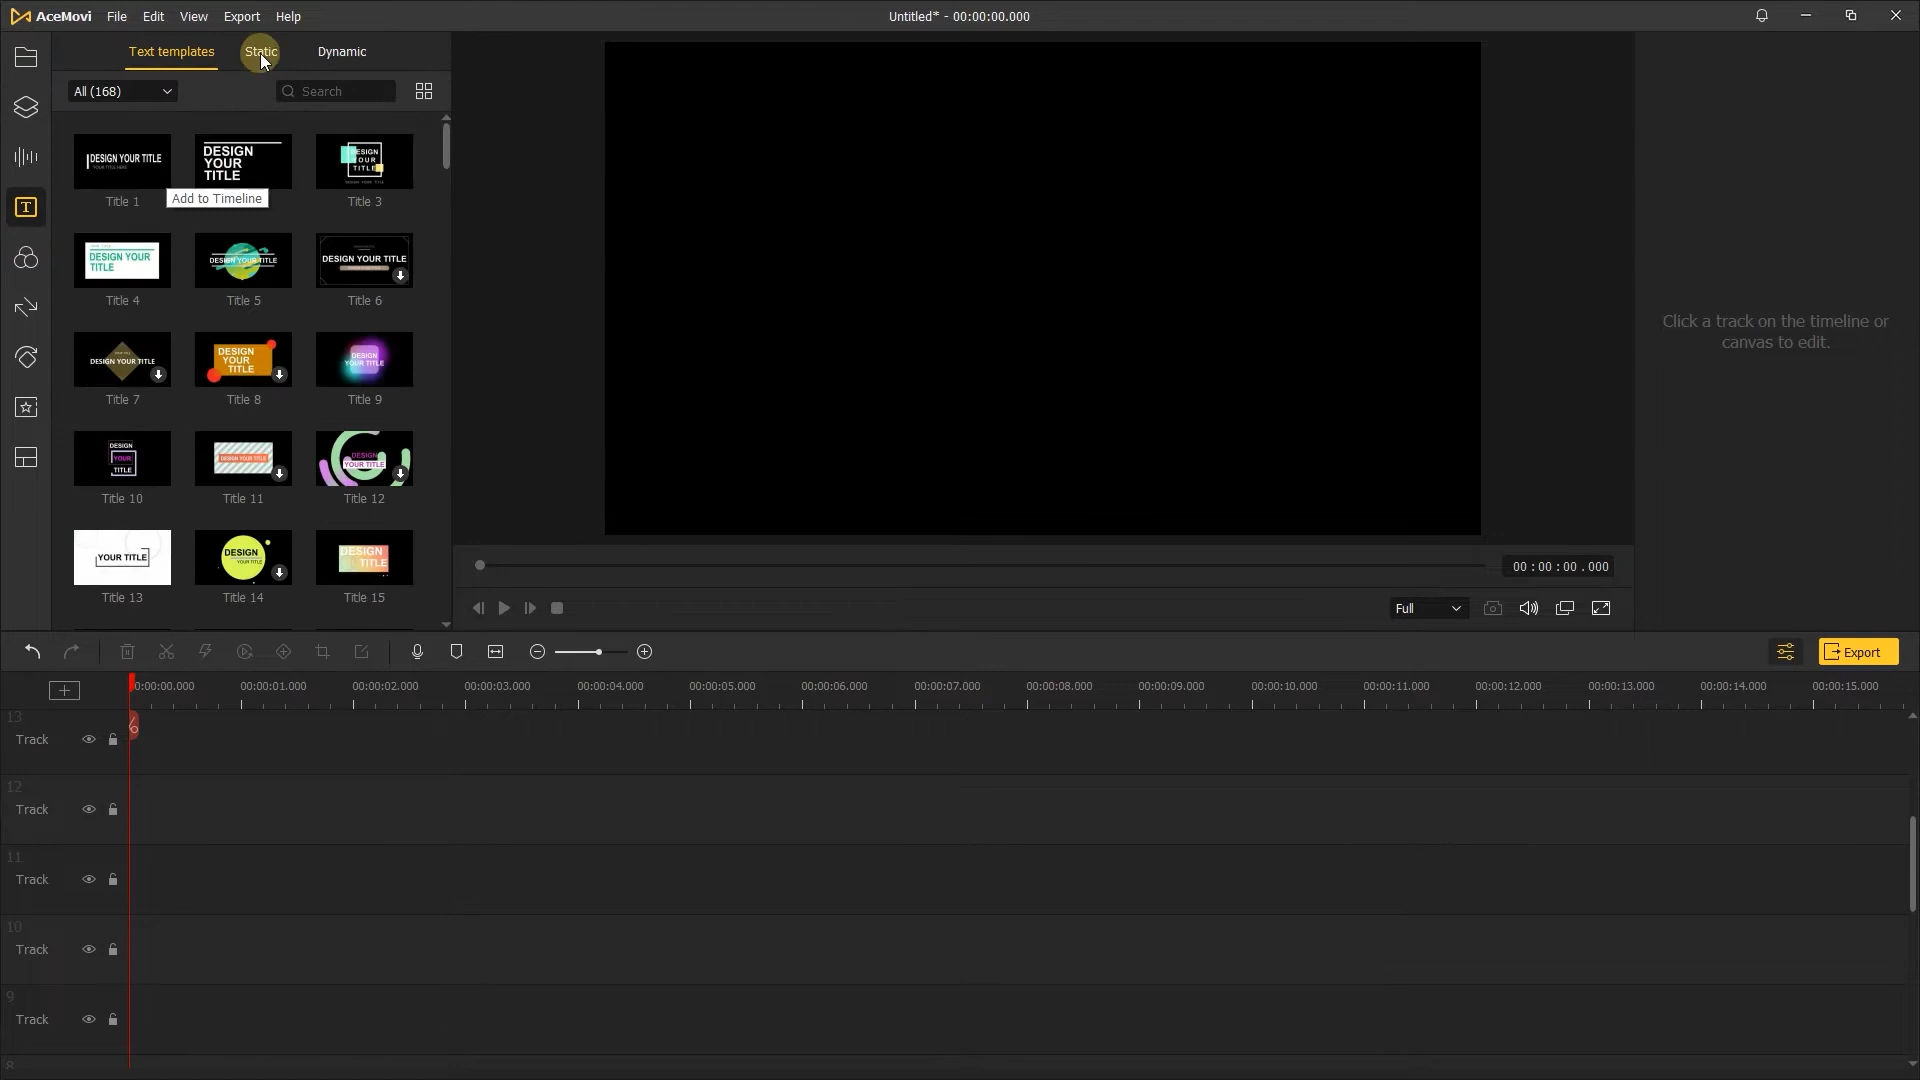 AceMovi File Edit View Export Help
Untitled* - 00:00:00.000
Text templates Static Dynamic
All (168) Search
DESIGN YOUR TITLE
YOUR TITLE HERE
DESIGN
YOUR
TITLE
DESIGN
YOUR
TITLE
DESIGN YOUR TITLE
Title 1 Title 3
Add to Timeline
DESIGN YOUR
TITLE
DESIGN YOUR TITLE
DESIGN YOUR TITLE
Title 4 Title 5 Title 6
DESIGN YOUR TITLE
DESIGN
YOUR
TITLE
DESIGN
YOUR TITLE
Title 7 Title 8 Title 9
DESIGN
YOUR
TITLE
DESIGN YOUR TITLE
DESIGN
YOUR TITLE
Title 10 Title 11 Title 12
YOUR TITLE
DESIGN
YOUR TITLE
DESIGN
TITLE
Title 13 Title 14 Title 15
Click a track on the timeline or
canvas to edit.
00 : 00 : 00 . 000
Full
Export
0:00:00.000 00:00:01.000 00:00:02.000 00:00:03.000 00:00:04.000 00:00:05.000 00:00:06.000 00:00:07.000 00:00:08.000 00:00:09.000 00:00:10.000 00:00:11.000 00:00:12.000 00:00:13.000 00:00:14.000 00:00:15.000
13
Track
12
Track
11
Track
10
Track
9
Track
8